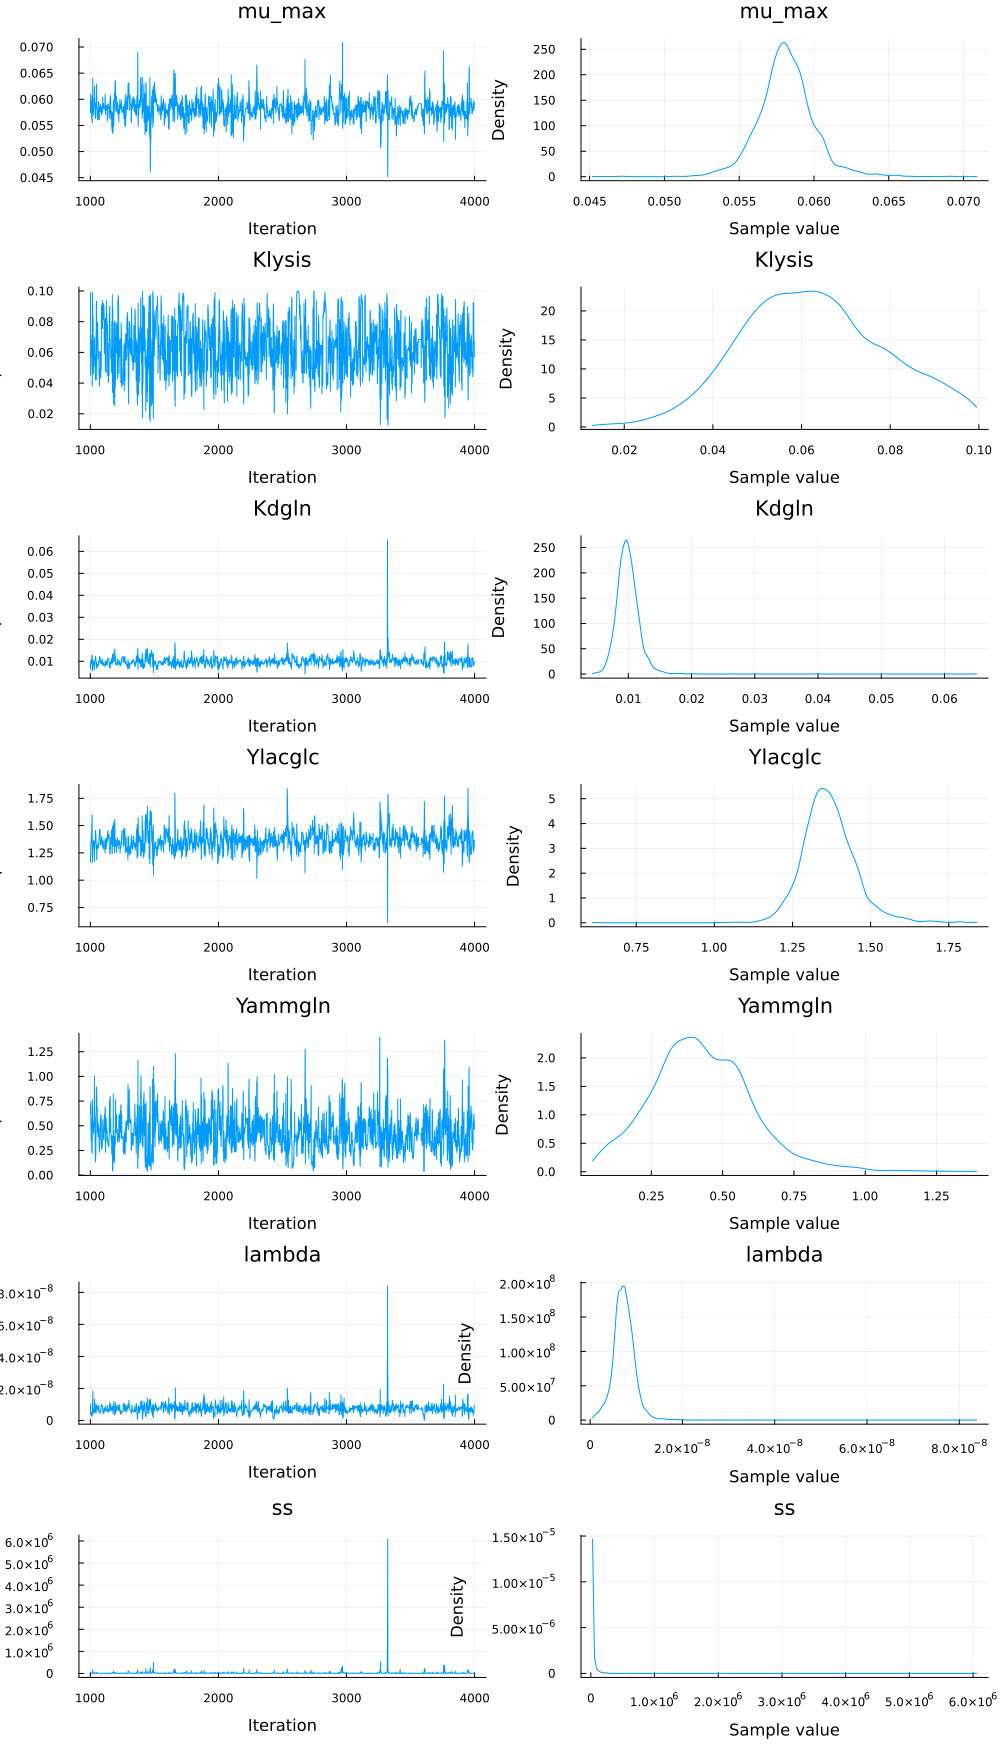 mu_max
mu_max
0.070
0.065
0.060
0.055
0.050
0.045
1000 2000 3000 4000
Iteration
Density
250
200
150
100
50
0
0.045 0.050 0.055 0.060 0.065 0.070
Sample value
Klysis
Klysis
0.10
0.08
0.06
0.04
0.02
1000 2000 3000 4000
Iteration
Density
20
15
10
5
0
0.02 0.04 0.06 0.08 0.10
Sample value
Kdgln
Kdgln
0.06
0.05
0.04
0.03
0.02
0.01
1000 2000 3000 4000
Iteration
Density
250
200
150
100
50
0
0.01 0.02 0.03 0.04 0.05 0.06
Sample value
Ylacglc
Ylacglc
1.75
1.50
1.25
1.00
0.75
1000 2000 3000 4000
Iteration
Density
5
4
3
2
1
0
0.75 1.00 1.25 1.50 1.75
Sample value
Yammgln
Yammgln
1.25
1.00
0.75
0.50
0.25
0.00
1000 2000 3000 4000
Iteration
Density
2.0
1.5
1.0
0.5
0.0
0.25 0.50 0.75 1.00 1.25
Sample value
lambda
lambda
8.0×10⁻⁸
6.0×10⁻⁸
4.0×10⁻⁸
2.0×10⁻⁸
0
1000 2000 3000 4000
Iteration
Density
2.00×10⁸
1.50×10⁸
1.00×10⁸
5.00×10⁷
0
0 2.0×10⁻⁸ 4.0×10⁻⁸ 6.0×10⁻⁸ 8.0×10⁻⁸
Sample value
ss
ss
6.0×10⁶
5.0×10⁶
4.0×10⁶
3.0×10⁶
2.0×10⁶
1.0×10⁶
0
1000 2000 3000 4000
Iteration
Density
1.50×10⁻⁵
1.00×10⁻⁵
5.00×10⁻⁶
0
0 1.0×10⁶ 2.0×10⁶ 3.0×10⁶ 4.0×10⁶ 5.0×10⁶ 6.0×10⁶
Sample value